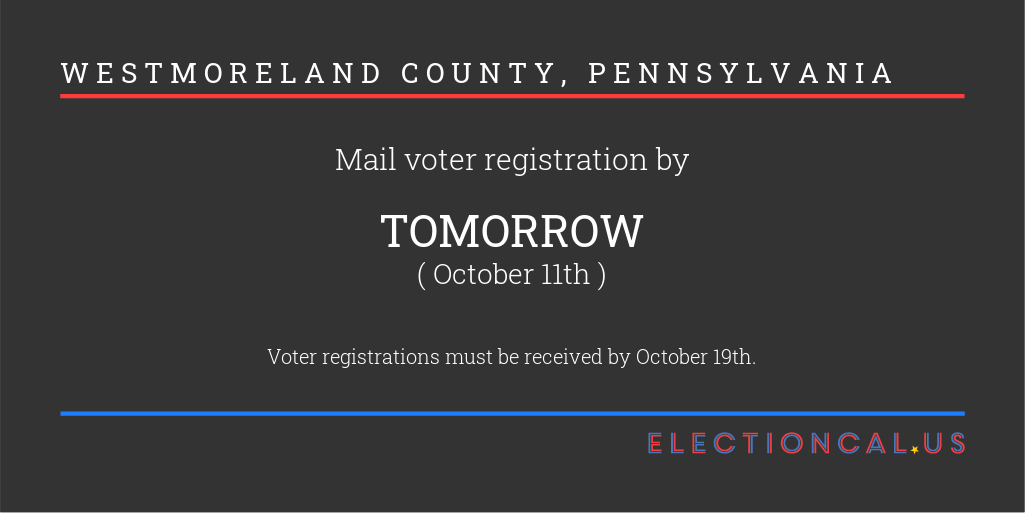 WESTMORELAND COUNTY, PENNSYLVANIA
Mail voter registration by
TOMORROW
( October 11th )
Voter registrations must be received by October 19th.
ELECTIONCAL.US